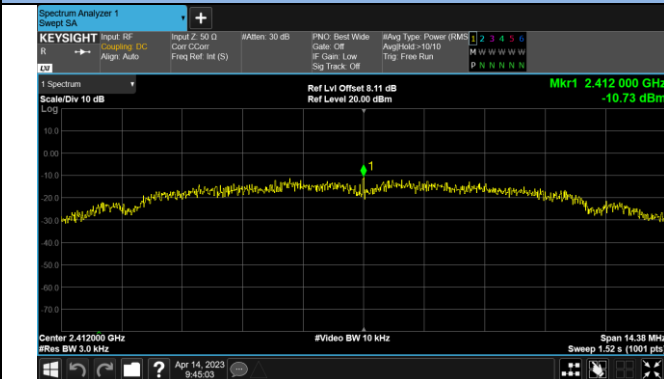 Spectrum Analyzer 1
Swept SA
KEYSIGHT
R
LXI
Input: RF
Coupling: DC
Align: Auto
Input Z: 50 Ω
Corr CCorr
Freq Ref: Int (S)
#Atten: 30 dB
PNO: Best Wide
Gate: Off
IF Gain: Low
Sig Track: Off
#Avg Type: Power (RMS
Avg|Hold:>10/10
Trig: Free Run
1 2 3 4 5 6
M W W W W W
P N N N N N
1 Spectrum
Scale/Div 10 dB
Ref Lvl Offset 8.11 dB
Ref Level 20.00 dBm
Mkr1 2.412 000 GHz
-10.73 dBm
Log
10.0
0.00
-10.0
-20.0
-30.0
-40.0
-50.0
-60.0
-70.0
1
Center 2.412000 GHz
#Res BW 3.0 kHz
#Video BW 10 kHz
Span 14.38 MHz
Sweep 1.52 s (1001 pts)
?
Apr 14, 2023
9:45:03